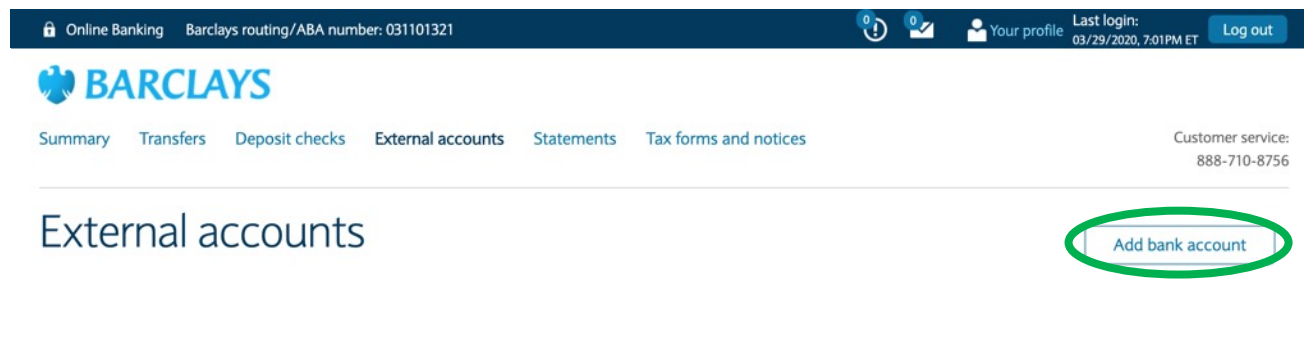 Online Banking Barclays routing/ABA number: 031101321 0 0 Your profile Last login:
03/29/2020, 7:01PM ET Log out
BARCLAYS
Summary Transfers Deposit checks External accounts Statements Tax forms and notices Customer service:
888-710-8756
External accounts
Add bank account